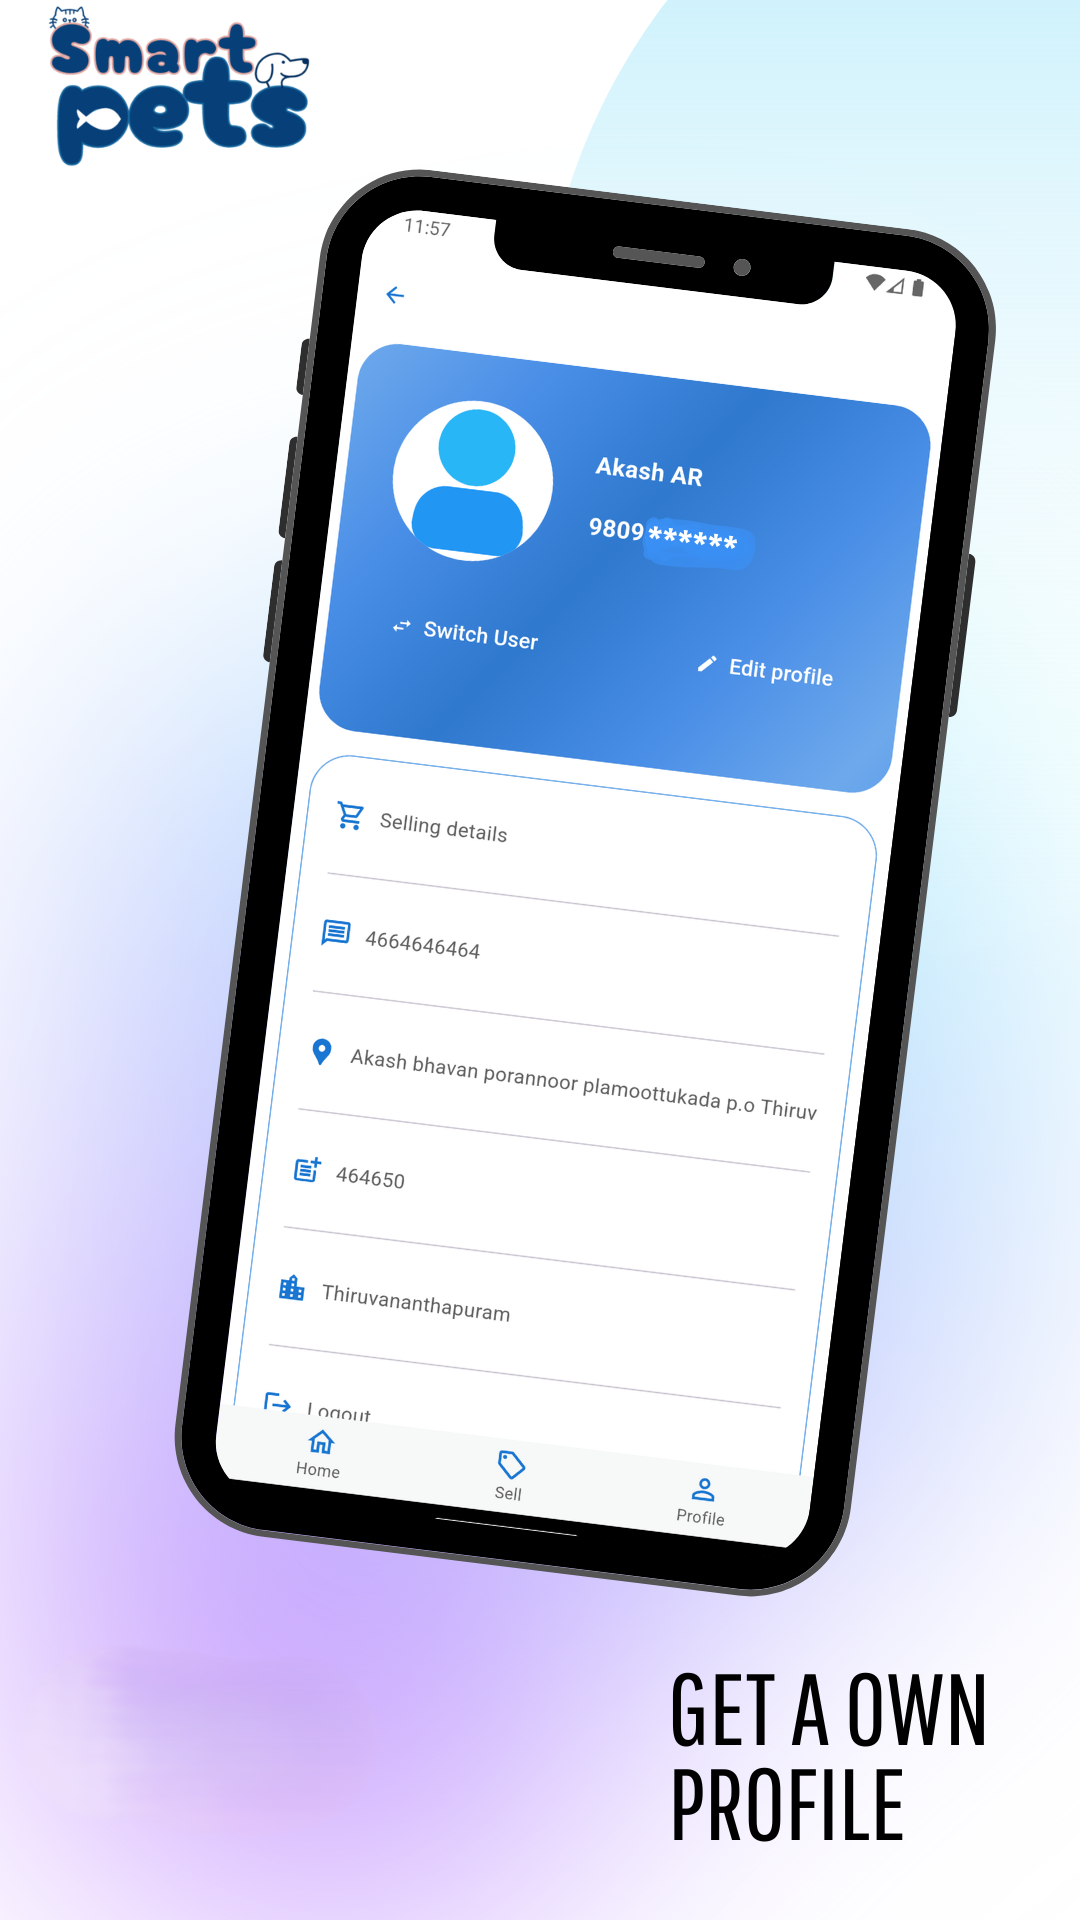 Smart
pets
11:57
Akash AR
9809******
Switch User
Edit profile
Selling details
4664646464
Akash bhavan porannoor plamoottukada p.o Thiruv
464650
Thiruvananthapuram
Logout
Home
Sell
Profile
GET A OWN
PROFILE